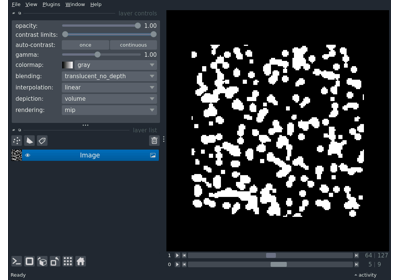 File View Plugins Window Help
layer controls
opacity: 1.00
contrast limits:
auto-contrast: once continuous
gamma: 1.00
colormap: gray
blending: translucent_no_depth
interpolation: linear
depiction: volume
rendering: mip
layer list
Image
1 64 | 127
0 5 | 9
Ready activity